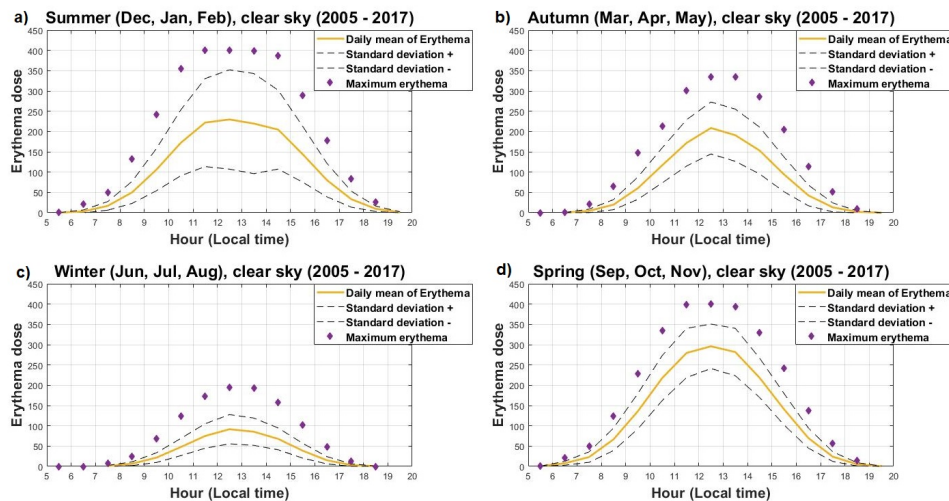 a) Summer (Dec, Jan, Feb), clear sky (2005 - 2017)
450
400
350
300
250
200
150
100
50
0
Erythema dose
Daily mean of Erythema
Standard deviation +
Standard deviation -
Maximum erythema
5 6 7 8 9 10 11 12 13 14 15 16 17 18 19 20
Hour (Local time)
b) Autumn (Mar, Apr, May), clear sky (2005 - 2017)
450
400
350
300
250
200
150
100
50
0
Erythema dose
Daily mean of Erythema
Standard deviation +
Standard deviation -
Maximum erythema
5 6 7 8 9 10 11 12 13 14 15 16 17 18 19 20
Hour (Local time)
c) Winter (Jun, Jul, Aug), clear sky (2005 - 2017)
450
400
350
300
250
200
150
100
50
0
Erythema dose
Daily mean of Erythema
Standard deviation +
Standard deviation -
Maximum erythema
5 6 7 8 9 10 11 12 13 14 15 16 17 18 19 20
Hour (Local time)
d) Spring (Sep, Oct, Nov), clear sky (2005 - 2017)
450
400
350
300
250
200
150
100
50
0
Erythema dose
Daily mean of Erythema
Standard deviation +
Standard deviation -
Maximum erythema
5 6 7 8 9 10 11 12 13 14 15 16 17 18 19 20
Hour (Local time)